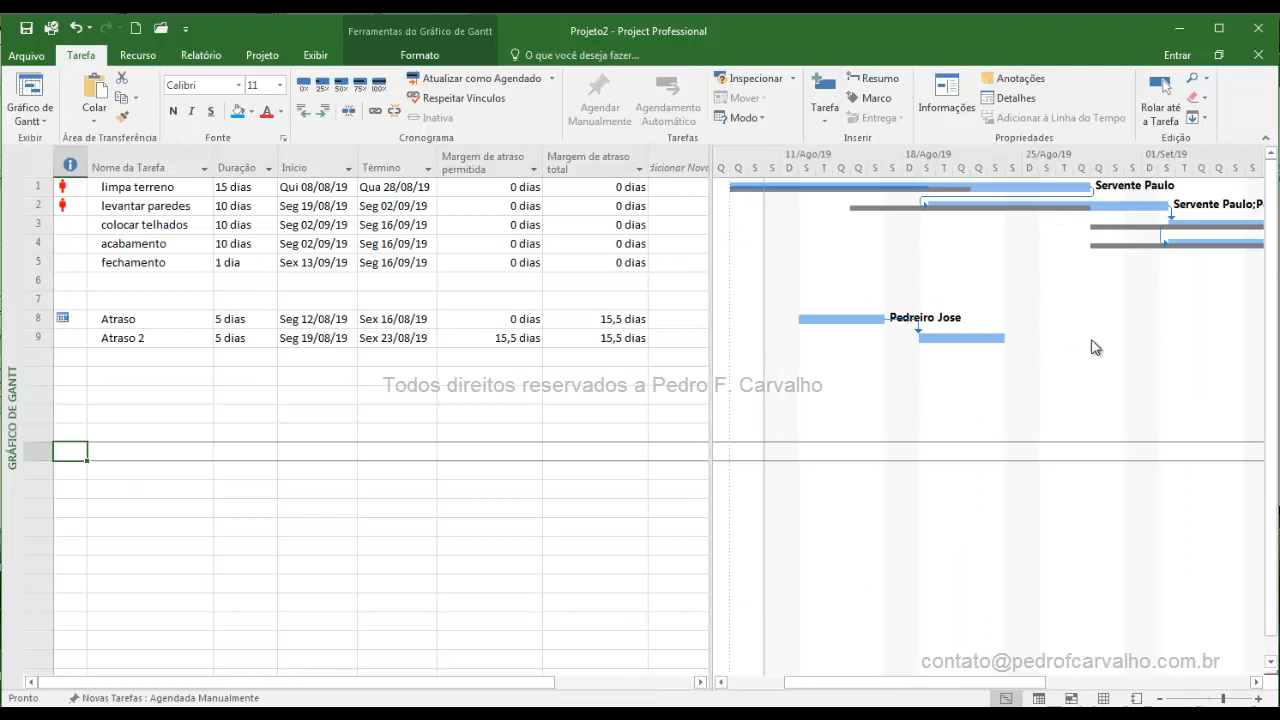 Ferramentas do Gráfico de Gantt
Projeto2 - Project Professional
Arquivo Tarefa Recurso Relatório Projeto Exibir Formato O que você deseja fazer... Entrar
Gráfico de Gantt
Exibir
Colar
Área de Transferência
Calibri 11
N I S
Fonte
0% 25% 50% 75% 100%
Atualizar como Agendado
Respeitar Vínculos
Inativa
Cronograma
Agendar Manualmente
Agendamento Automático
Inspecionar
Mover
Modo
Tarefas
Tarefa
Resumo
Marco
Entrega
Inserir
Informações
Anotações
Detalhes
Adicionar à Linha do Tempo
Propriedades
Rolar até a Tarefa
Edição
Nome da Tarefa Duração Início Término Margem de atraso permitida Margem de atraso total dicionar Novo
1 limpa terreno 15 dias Qui 08/08/19 Qua 28/08/19 0 dias 0 dias
2 levantar paredes 10 dias Seg 19/08/19 Seg 02/09/19 0 dias 0 dias
3 colocar telhados 10 dias Seg 02/09/19 Seg 16/09/19 0 dias 0 dias
4 acabamento 10 dias Seg 02/09/19 Seg 16/09/19 0 dias 0 dias
5 fechamento 1 dia Sex 13/09/19 Seg 16/09/19 0 dias 0 dias
6
7
8 Atraso 5 dias Seg 12/08/19 Sex 16/08/19 0 dias 15,5 dias
9 Atraso 2 5 dias Seg 19/08/19 Sex 23/08/19 15,5 dias 15,5 dias
11/Ago/19 18/Ago/19 25/Ago/19 01/Set/19
Q Q S S D S T Q Q S S D S T Q Q S S D S T Q Q S S D S T Q Q S S
Servente Paulo
Servente Paulo;P
Pedreiro Jose
GRÁFICO DE GANTT
Todos direitos reservados a Pedro F. Carvalho
contato@pedrofcarvalho.com.br
Pronto Novas Tarefas : Agendada Manualmente